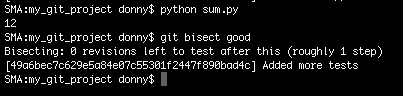 SMA:my_git_project donny$ python sum.py
12
SMA:my_git_project donny$ git bisect good
Bisecting: 0 revisions left to test after this (roughly 1 step)
[49a6bec7c629e5a84e07c55301f2447f890bad4c] Added more tests
SMA:my_git_project donny$